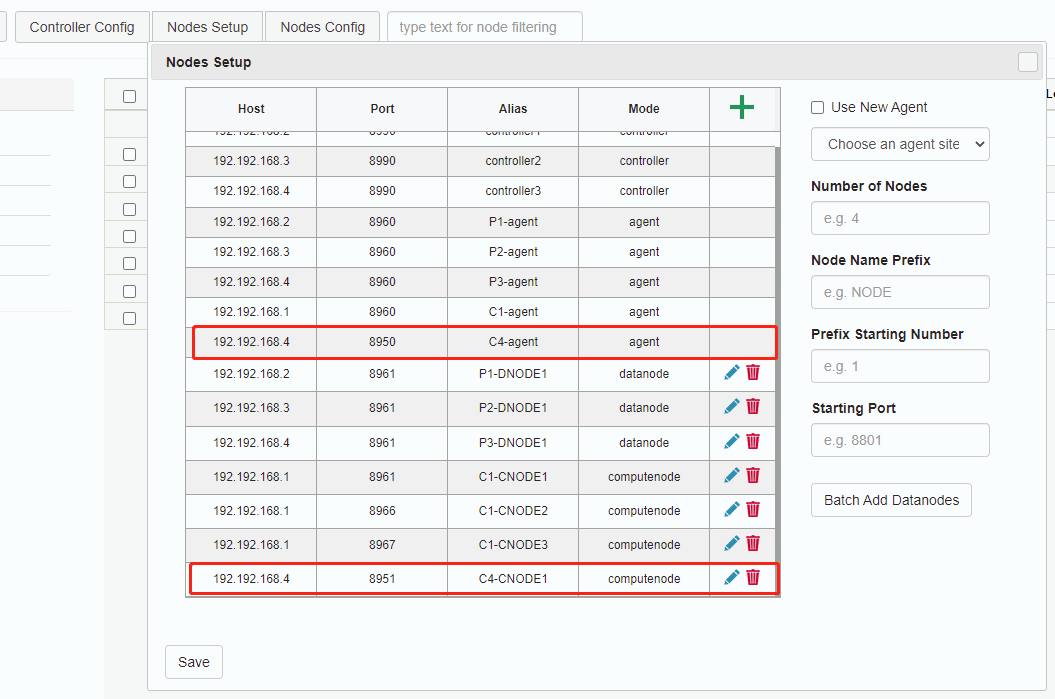 Controller Config Nodes Setup Nodes Config type text for node filtering
Nodes Setup
Host Port Alias Mode
192.192.168.2 8990 controller1 controller
192.192.168.3 8990 controller2 controller
192.192.168.4 8990 controller3 controller
192.192.168.2 8960 P1-agent agent
192.192.168.3 8960 P2-agent agent
192.192.168.4 8960 P3-agent agent
192.192.168.1 8960 C1-agent agent
192.192.168.4 8950 C4-agent agent
192.192.168.2 8961 P1-DNODE1 datanode
192.192.168.3 8961 P2-DNODE1 datanode
192.192.168.4 8961 P3-DNODE1 datanode
192.192.168.1 8961 C1-CNODE1 computenode
192.192.168.1 8966 C1-CNODE2 computenode
192.192.168.1 8967 C1-CNODE3 computenode
192.192.168.4 8951 C4-CNODE1 computenode
Use New Agent
Choose an agent site
Number of Nodes
e.g. 4
Node Name Prefix
e.g. NODE
Prefix Starting Number
e.g. 1
Starting Port
e.g. 8801
Batch Add Datanodes
Save